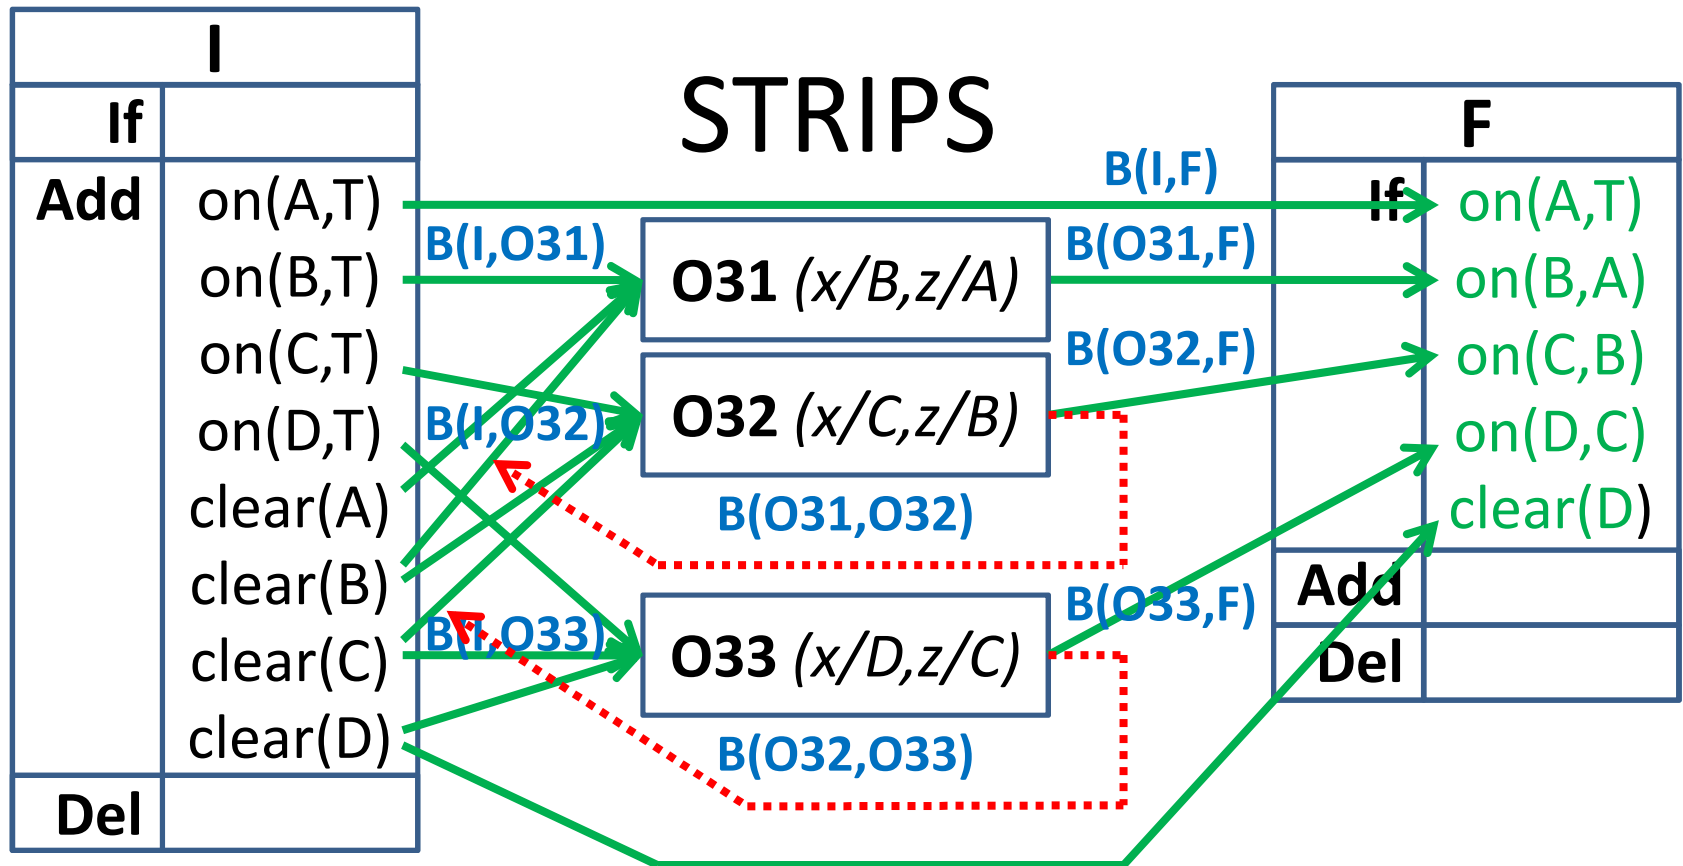 I
If
Add
on(A,T)
on(B,T)
on(C,T)
on(D,T)
clear(A)
clear(B)
clear(C)
clear(D)
Del
STRIPS
B(I,F)
B(I,O31)
O31 (x/B,z/A)
B(O31,F)
B(I,O32)
O32 (x/C,z/B)
B(O32,F)
B(O31,O32)
B(I,O33)
O33 (x/D,z/C)
B(O33,F)
B(O32,O33)
F
If
on(A,T)
on(B,A)
on(C,B)
on(D,C)
clear(D)
Add
Del